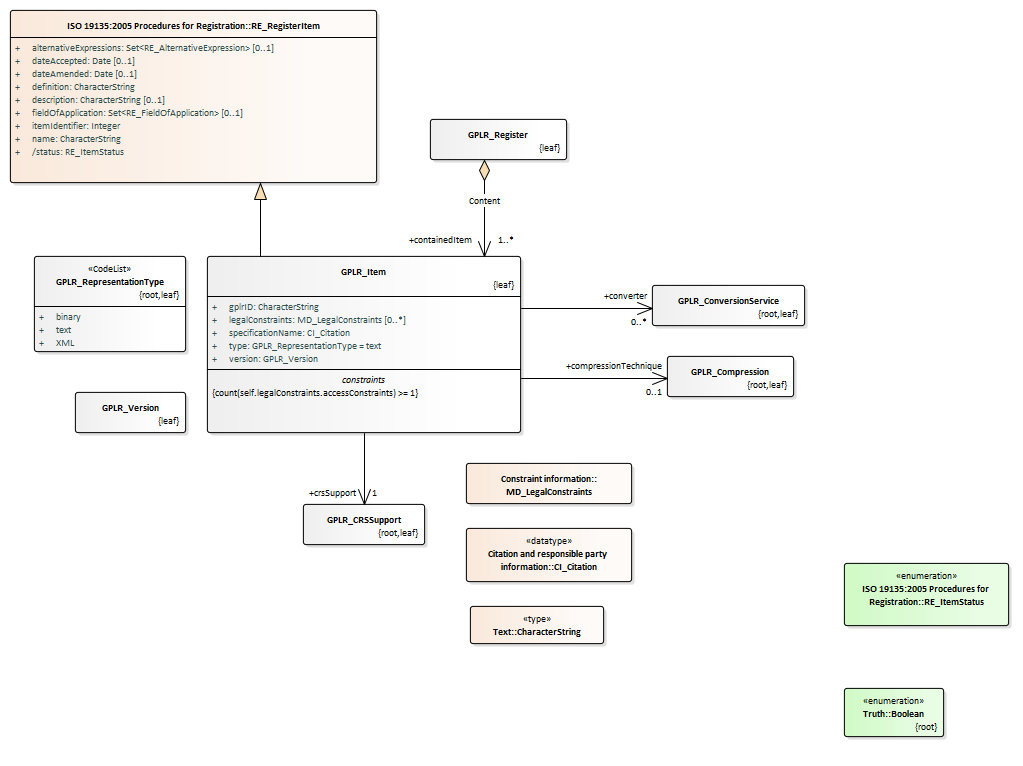 ISO 19135:2005 Procedures for Registration::RE_RegisterItem
+ alternativeExpressions: Set<RE_AlternativeExpression> [0..1]
+ dateAccepted: Date [0..1]
+ dateAmended: Date [0..1]
+ definition: CharacterString
+ description: CharacterString [0..1]
+ fieldOfApplication: Set<RE_FieldOfApplication> [0..1]
+ itemIdentifier: Integer
+ name: CharacterString
+ /status: RE_ItemStatus
GPLR_Register
{leaf}
Content
+containedItem 1..*
«CodeList»
GPLR_RepresentationType
{root,leaf}
+ binary
+ text
+ XML
GPLR_Item
{leaf}
+ gplrID: CharacterString
+ legalConstraints: MD_LegalConstraints [0..*]
+ specificationName: CI_Citation
+ type: GPLR_RepresentationType = text
+ version: GPLR_Version
constraints
{count(self.legalConstraints.accessConstraints) >= 1}
+converter
0..*
GPLR_ConversionService
{root,leaf}
+compressionTechnique
0..1
GPLR_Compression
{root,leaf}
GPLR_Version
{leaf}
+crsSupport 1
GPLR_CRSSupport
{root,leaf}
Constraint information::
MD_LegalConstraints
«datatype»
Citation and responsible party
information::CI_Citation
«type»
Text::CharacterString
«enumeration»
ISO 19135:2005 Procedures for
Registration::RE_ItemStatus
«enumeration»
Truth::Boolean
{root}